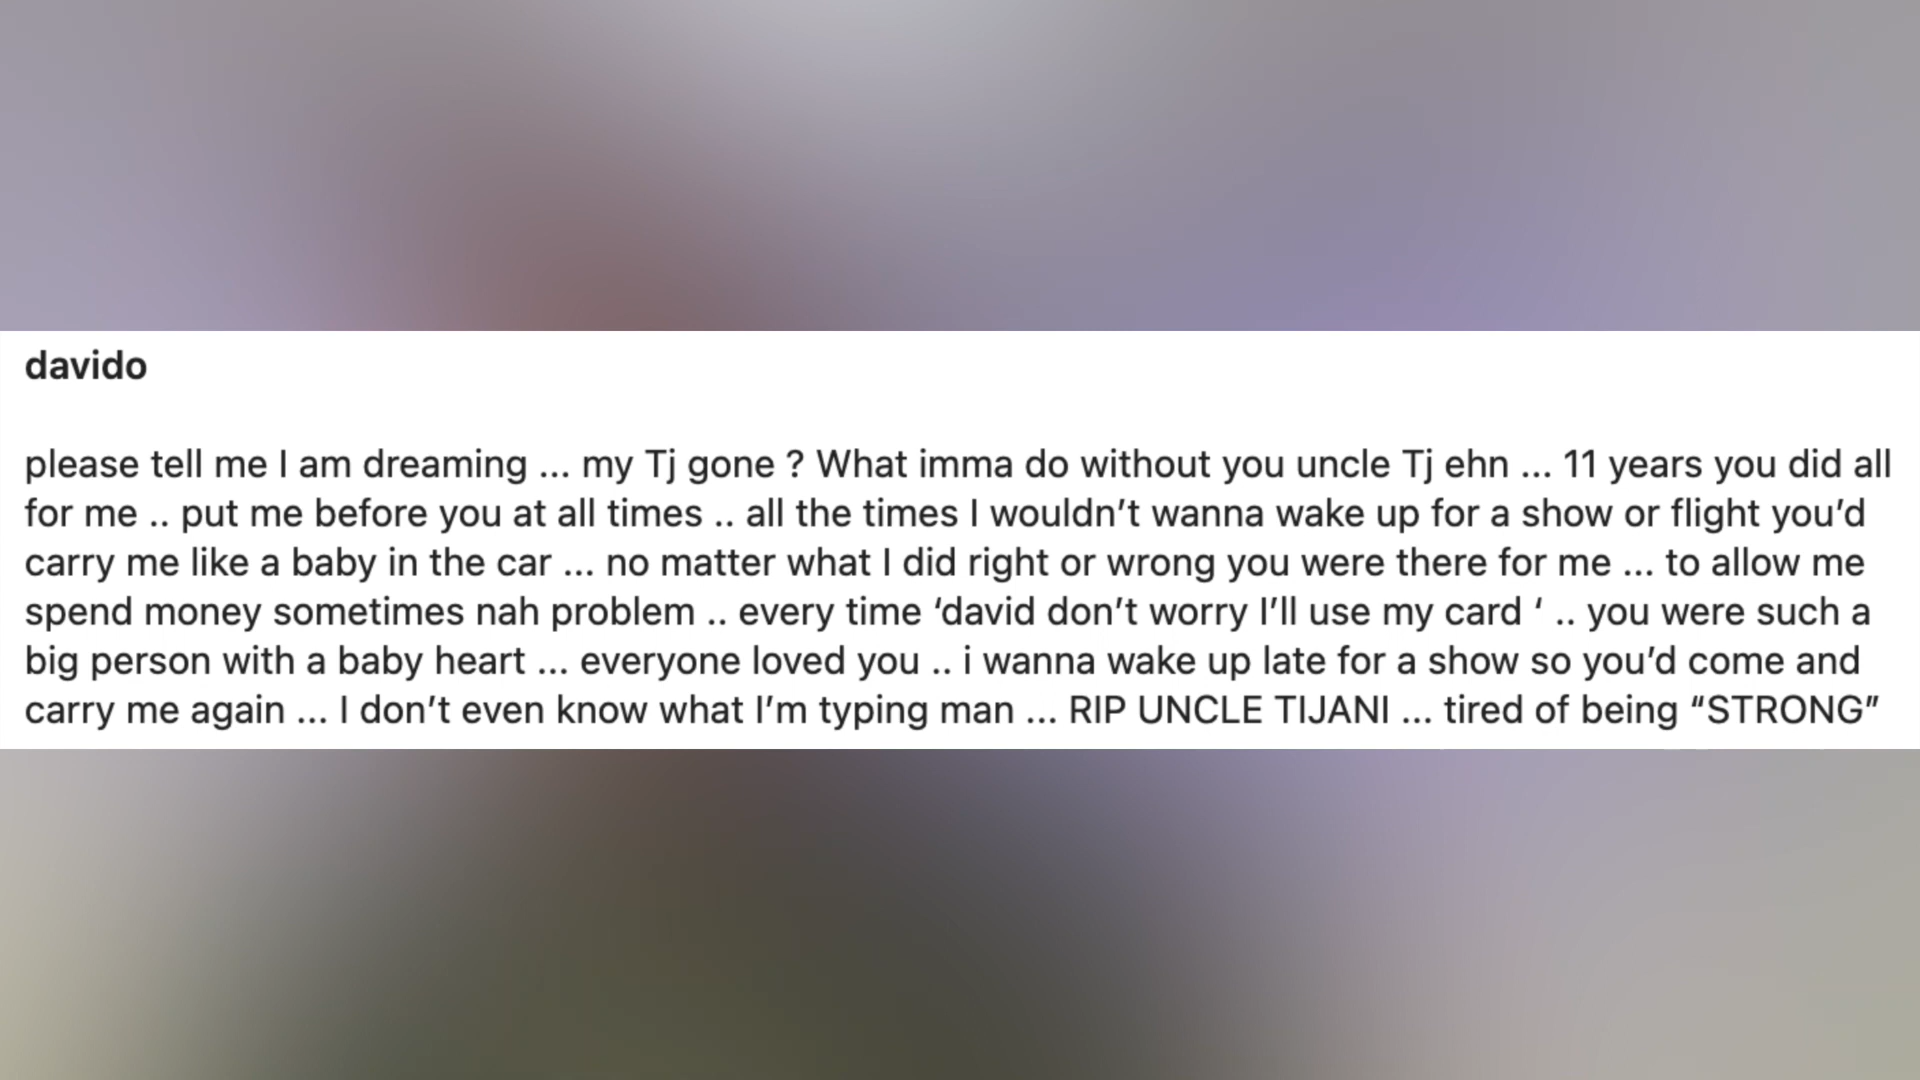 davido
please tell me I am dreaming ... my Tj gone ? What imma do without you uncle Tj ehn ... 11 years you did all
for me .. put me before you at all times .. all the times I wouldn’t wanna wake up for a show or flight you’d
carry me like a baby in the car ... no matter what I did right or wrong you were there for me ... to allow me
spend money sometimes nah problem .. every time ‘david don’t worry I’ll use my card ‘ .. you were such a
big person with a baby heart ... everyone loved you .. i wanna wake up late for a show so you’d come and
carry me again ... I don’t even know what I’m typing man ... RIP UNCLE TIJANI ... tired of being “STRONG”